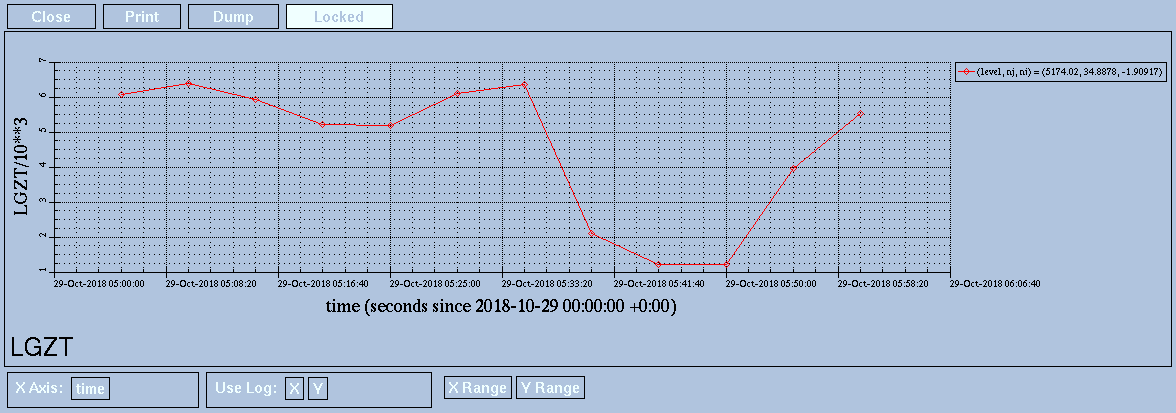 Close Print Dump Locked
7
6
5
4
3
2
1
LGZT/10**3
(level, nj, ni) = (5174.02, 34.8878, -1.90917)
29-Oct-2018 05:00:00 29-Oct-2018 05:08:20 29-Oct-2018 05:16:40 29-Oct-2018 05:25:00 29-Oct-2018 05:33:20 29-Oct-2018 05:41:40 29-Oct-2018 05:50:00 29-Oct-2018 05:58:20 29-Oct-2018 06:06:40
time (seconds since 2018-10-29 00:00:00 +0:00)
LGZT
X Axis: time Use Log: X Y X Range Y Range